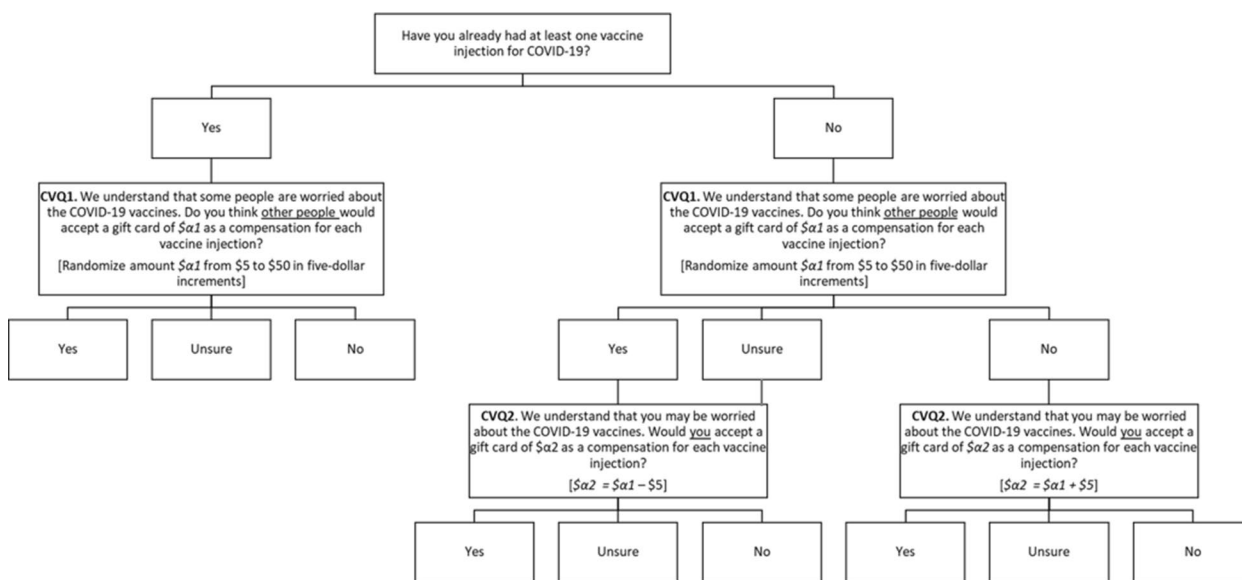 Have you already had at least one vaccine
injection for COVID-19?
Yes
No
CVQ1. We understand that some people are worried about
the COVID-19 vaccines. Do you think other people would
accept a gift card of $α1 as a compensation for each
vaccine injection?
[Randomize amount $α1 from $5 to $50 in five-dollar
increments]
CVQ1. We understand that some people are worried about
the COVID-19 vaccines. Do you think other people would
accept a gift card of $α1 as a compensation for each
vaccine injection?
[Randomize amount $α1 from $5 to $50 in five-dollar
increments]
Yes
Unsure
No
Yes
Unsure
No
CVQ2. We understand that you may be worried
about the COVID-19 vaccines. Would you accept a
gift card of $α2 as a compensation for each vaccine
injection?
[$α2 = $α1 – $5]
CVQ2. We understand that you may be worried
about the COVID-19 vaccines. Would you accept a
gift card of $α2 as a compensation for each vaccine
injection?
[$α2 = $α1 + $5]
Yes
Unsure
No
Yes
Unsure
No